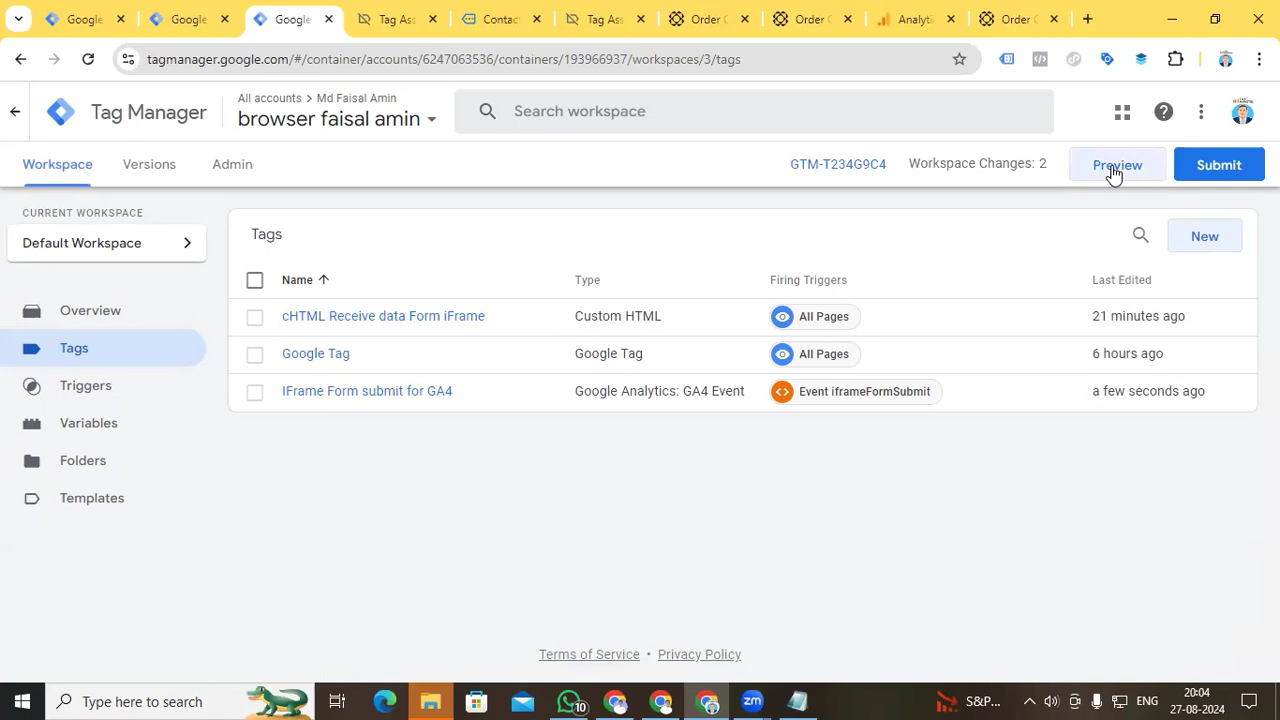 Google
Google
Google
Tag Ass
Contac
Tag Ass
Order C
Order C
Analyti
Order C
tagmanager.google.com/#/container/accounts/6247063536/containers/193966937/workspaces/3/tags
Tag Manager
All accounts > Md Faisal Amin
browser faisal amin
Search workspace
Workspace
Versions
Admin
GTM-T234G9C4
Workspace Changes: 2
Preview
Submit
CURRENT WORKSPACE
Default Workspace
Overview
Tags
Triggers
Variables
Folders
Templates
Tags
New
Name
Type
Firing Triggers
Last Edited
cHTML Receive data Form iFrame
Custom HTML
All Pages
21 minutes ago
Google Tag
Google Tag
All Pages
6 hours ago
IFrame Form submit for GA4
Google Analytics: GA4 Event
Event iframeFormSubmit
a few seconds ago
Terms of Service • Privacy Policy
Type here to search
10
zm
S&P...
ENG
20:04
27-08-2024